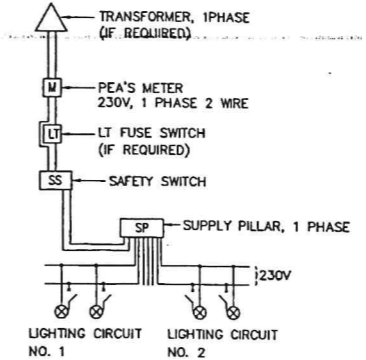 TRANSFORMER, 1PHASE
(IF REQUIRED)
M
PEA'S METER
230V, 1 PHASE 2 WIRE
LT
LT FUSE SWITCH
(IF REQUIRED)
SS
SAFETY SWITCH
SP
SUPPLY PILLAR, 1 PHASE
230V
LIGHTING CIRCUIT
NO. 1
LIGHTING CIRCUIT
NO. 2